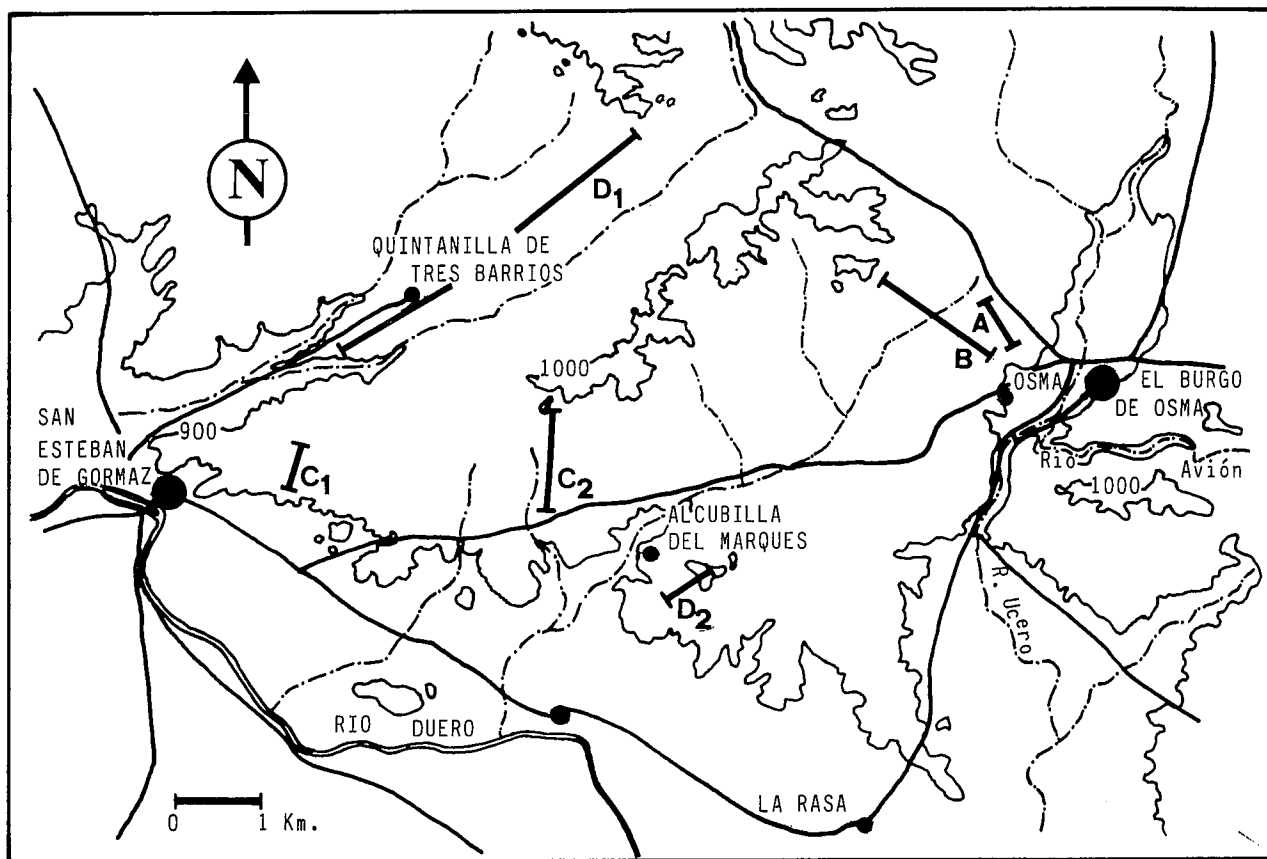 N
D1
QUINTANILLA DE
TRES BARRIOS
A
B
1000
OSMA
EL BURGO
DE OSMA
SAN
ESTEBAN
DE GORMAZ
900
C1
C2
Rio
Avión
1000
ALCUBILLA
DEL MARQUES
D2
R. Ucero
RIO DUERO
LA RASA
0 1 Km.